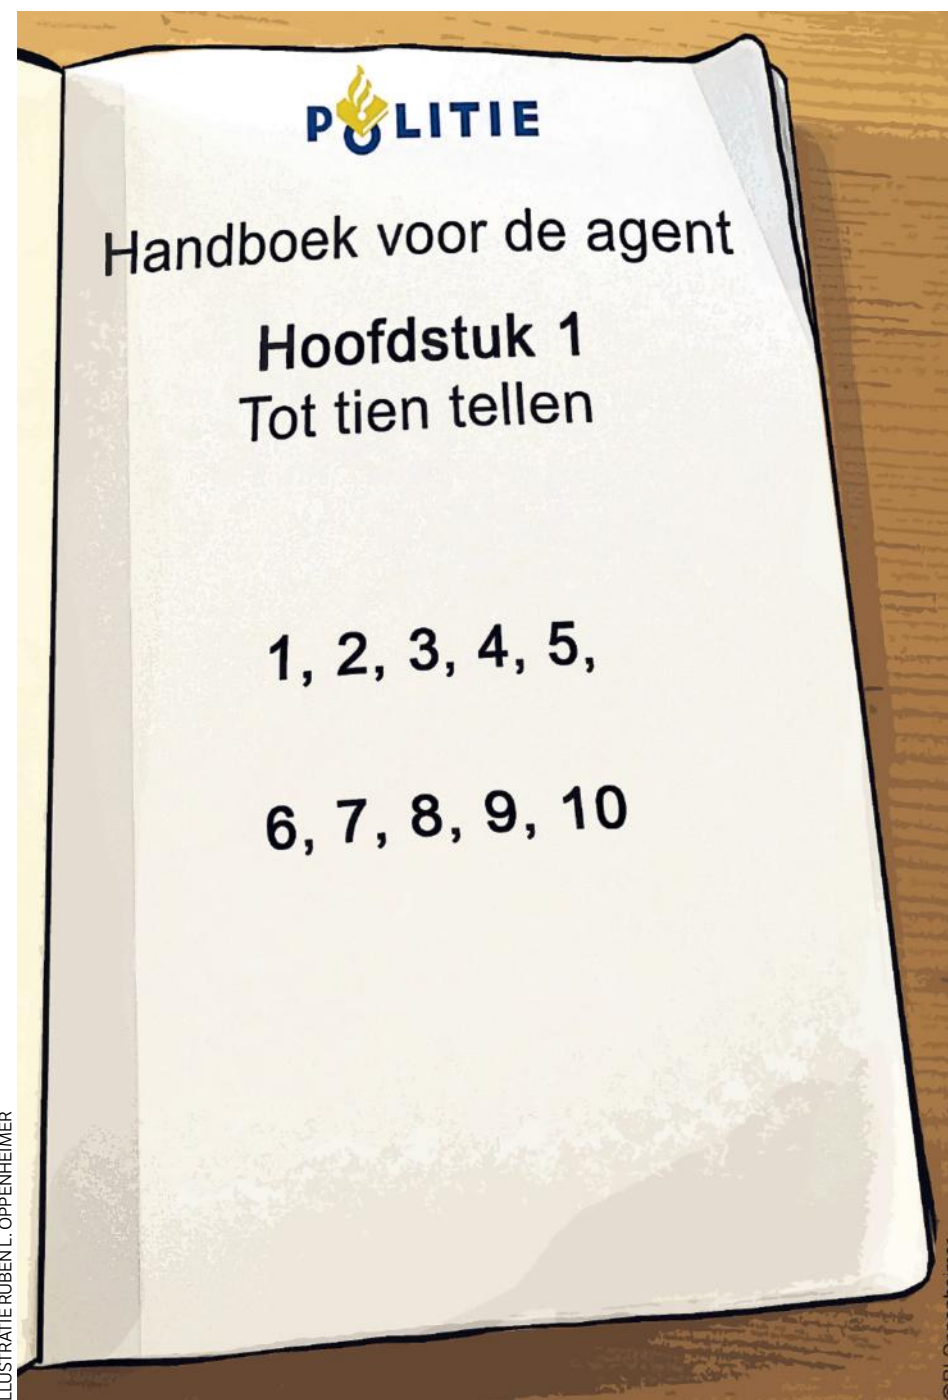 POLITIE
Handboek voor de agent
Hoofdstuk 1
Tot tien tellen
1, 2, 3, 4, 5,
6, 7, 8, 9, 10
ILLUSTRATIE RUBEN L. OPPENHEIMER